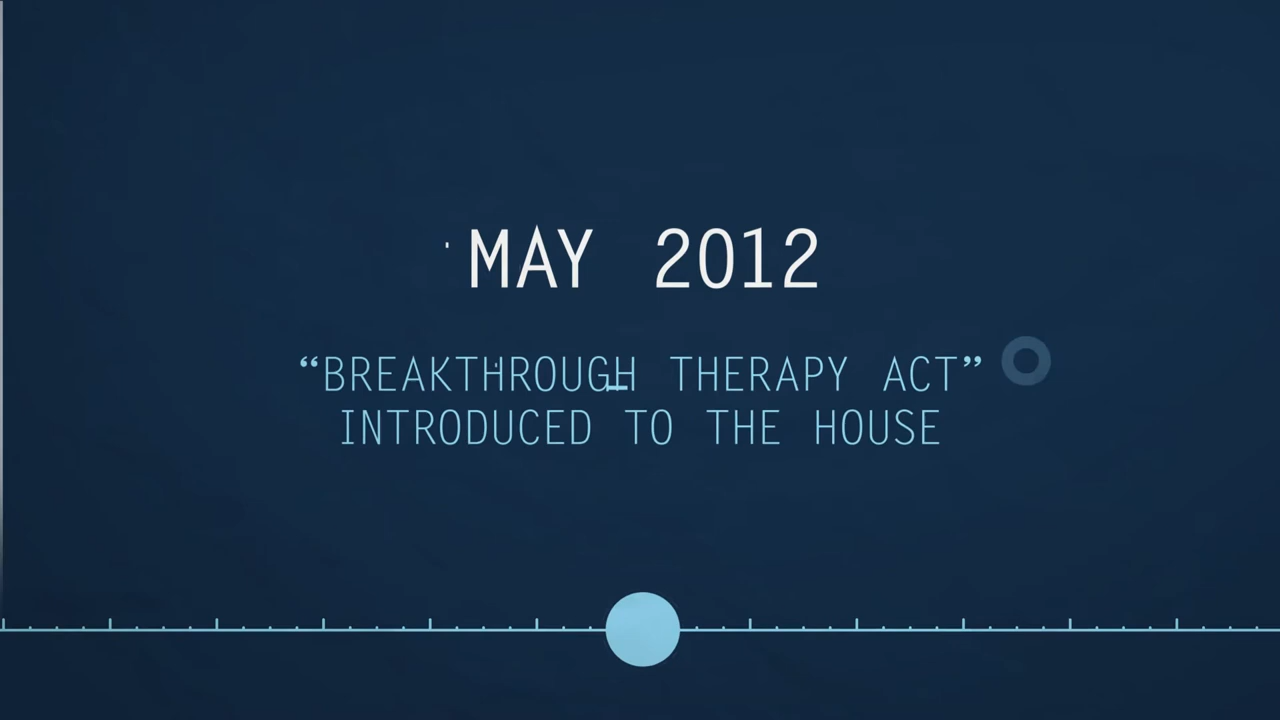 MAY 2012
“BREAKTHROUGH THERAPY ACT”
INTRODUCED TO THE HOUSE